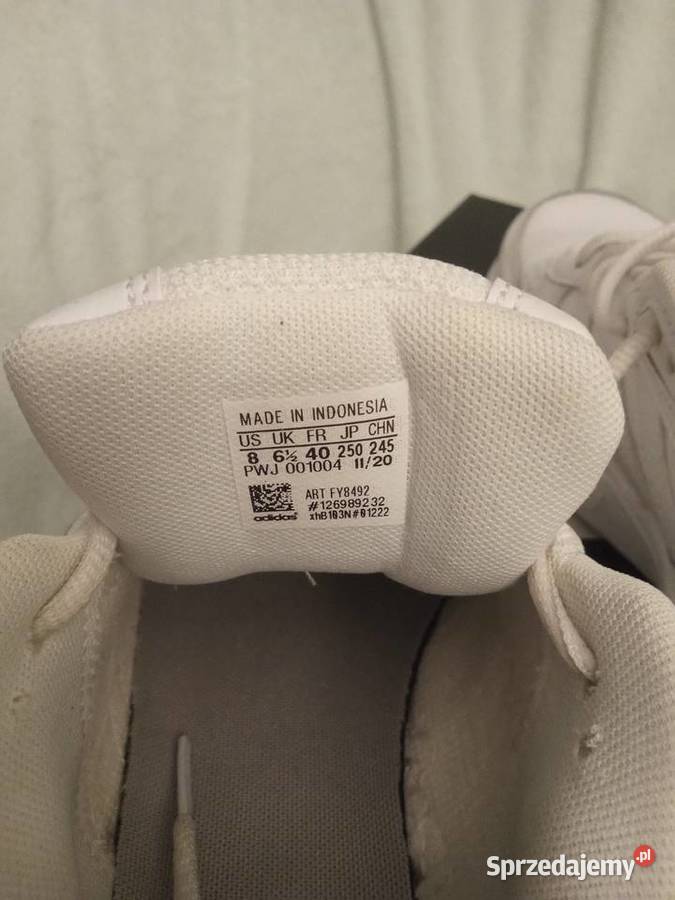 MADE IN INDONESIA
US UK FR JP CHN
8 6½ 40 250 245
PWJ 001004 11/20
ART FY8492
#126989232
adidas xhB103N#01222
Sprzedajemy.pl